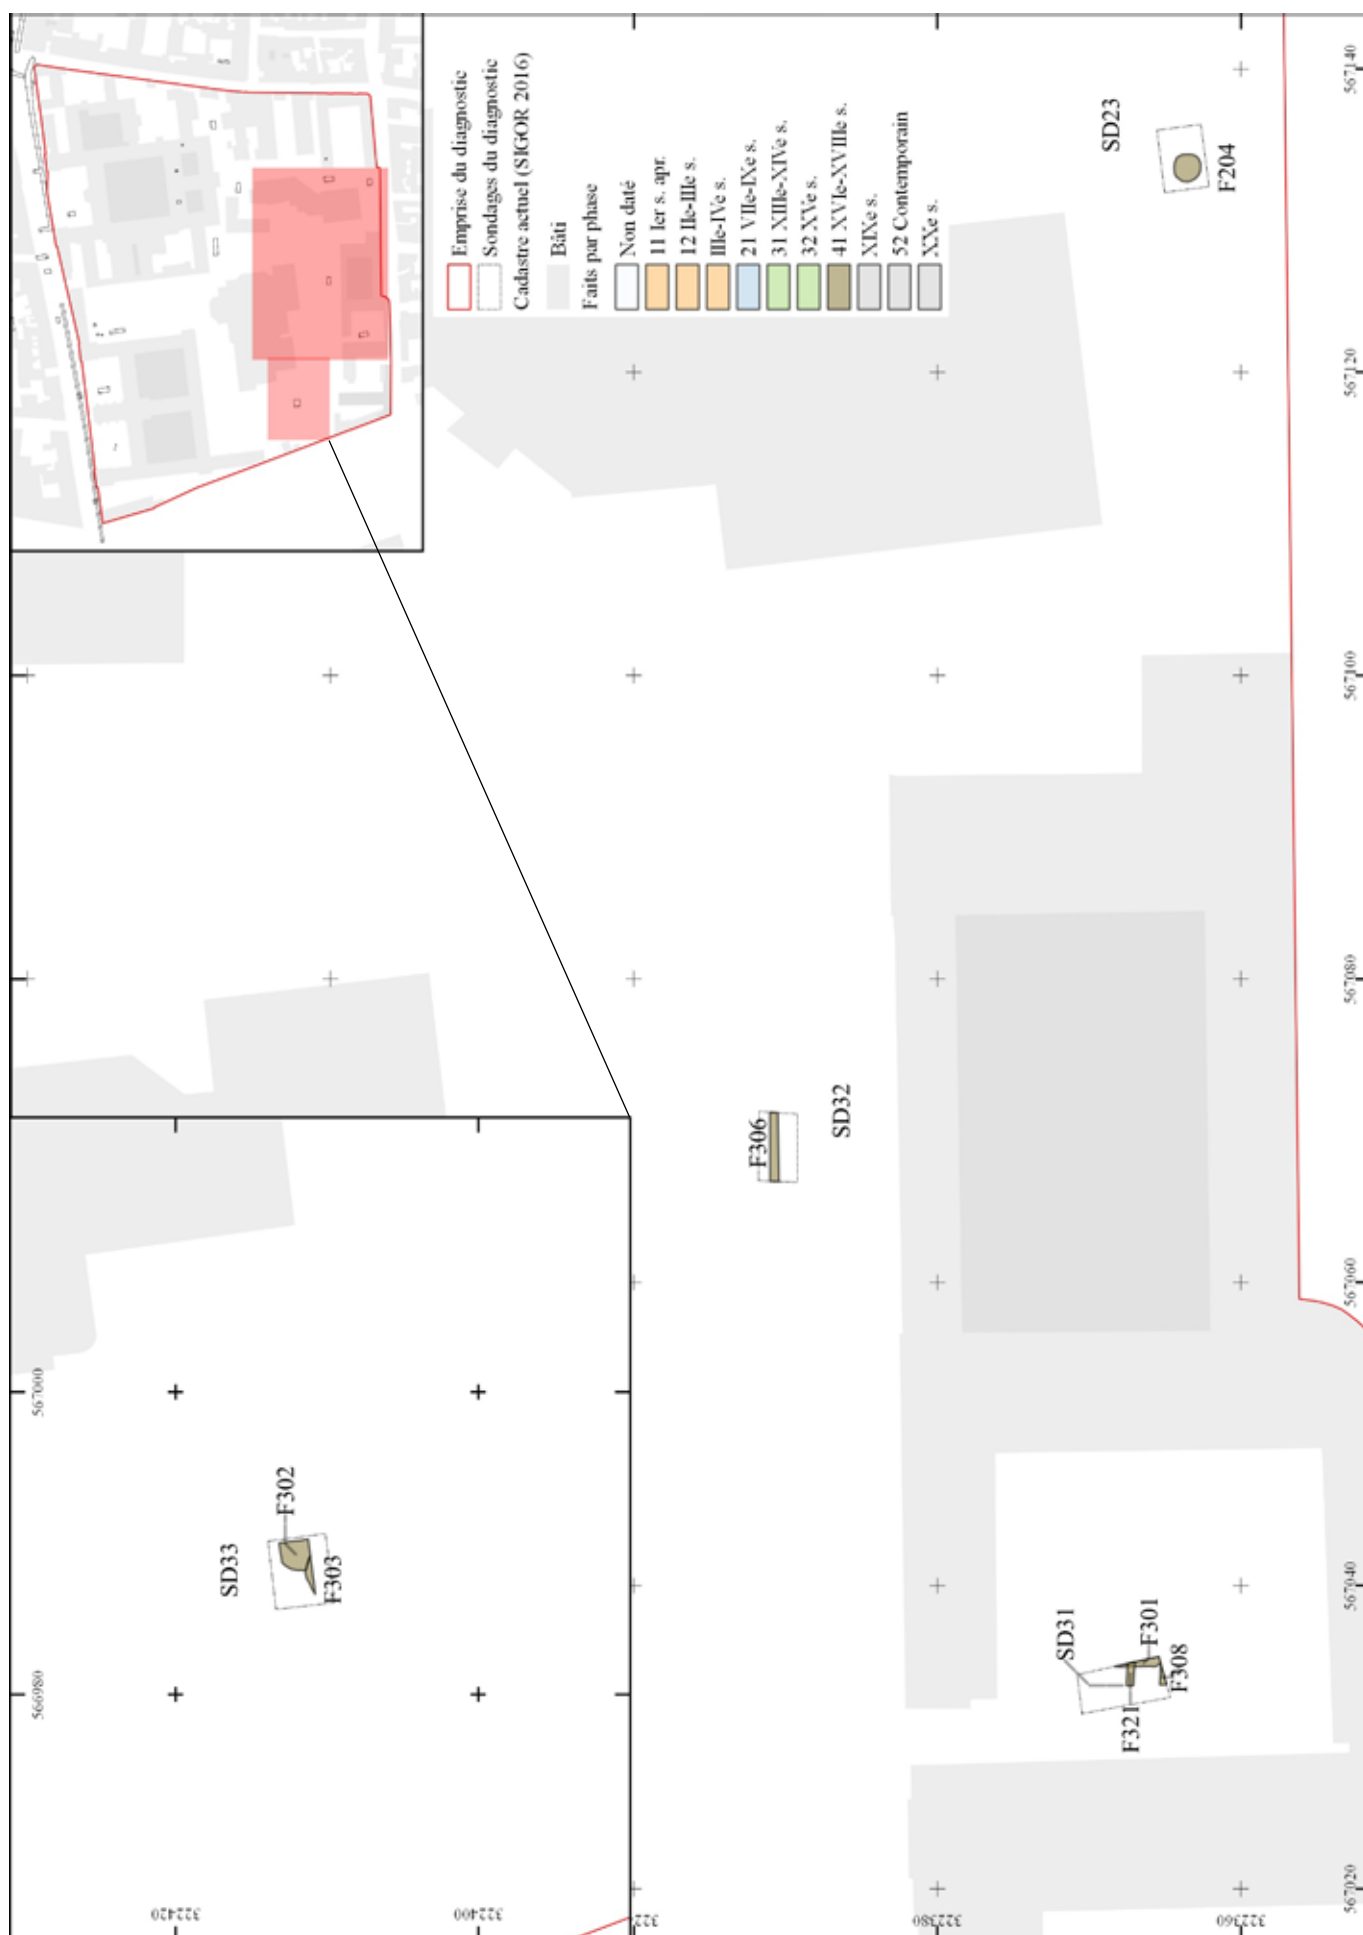 Emprise du diagnostic
Sondages du diagnostic
Cadastre actuel (SIGOR 2016)
Bâti
Faits par phase
Non daté
11 Ier s. apr.
12 IIe-IIIe s.
IIIe-IVe s.
21 VIIe-IXe s.
31 XIIIe-XIVe s.
32 XVe s.
41 XVIe-XVIIIe s.
XIXe s.
52 Contemporain
XXe s.
SD33
F302
F303
F306
SD32
SD31
F301
F308
F321
SD23
F204
567000
566980
322420
322400
322380
322360
567140
567120
567100
567080
567060
567040
567020